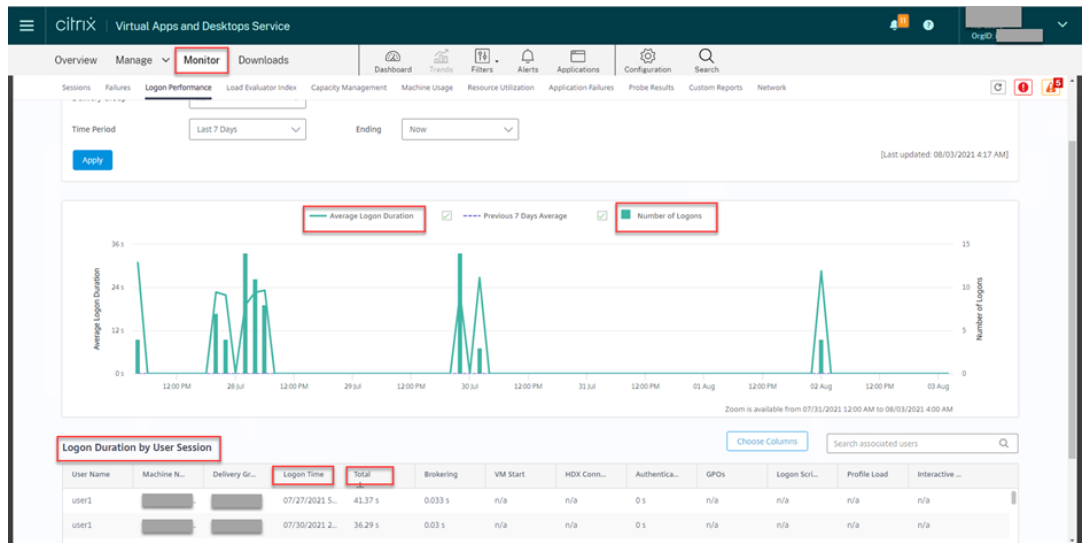 citrix | Virtual Apps and Desktops Service
11
?
OrgID:
Overview Manage Monitor Downloads Dashboard Trends Filters Alerts Applications Configuration Search
Sessions Failures Logon Performance Load Evaluator Index Capacity Management Machine Usage Resource Utilization Application Failures Probe Results Custom Reports Network
5
Time Period Last 7 Days Ending Now
Apply
[Last updated: 08/03/2021 4:17 AM]
Average Logon Duration Previous 7 Days Average Number of Logons
36 s 15
24 s 10
12 s 5
0 s 0
Average Logon Duration
Number of Logons
12:00 PM 28 Jul 12:00 PM 29 Jul 12:00 PM 30 Jul 12:00 PM 31 Jul 12:00 PM 01 Aug 12:00 PM 02 Aug 12:00 PM 03 Aug
Zoom is available from 07/31/2021 12:00 AM to 08/03/2021 4:00 AM
Logon Duration by User Session Choose Columns Search associated users
User Name Machine N... Delivery Gr... Logon Time Total Brokering VM Start HDX Conn... Authentica... GPOs Logon Scri... Profile Load Interactive ...
user1 07/27/2021 5... 41.37 s 0.033 s n/a n/a 0 s n/a n/a n/a n/a
user1 07/30/2021 2... 36.29 s 0.03 s n/a n/a 0 s n/a n/a n/a n/a